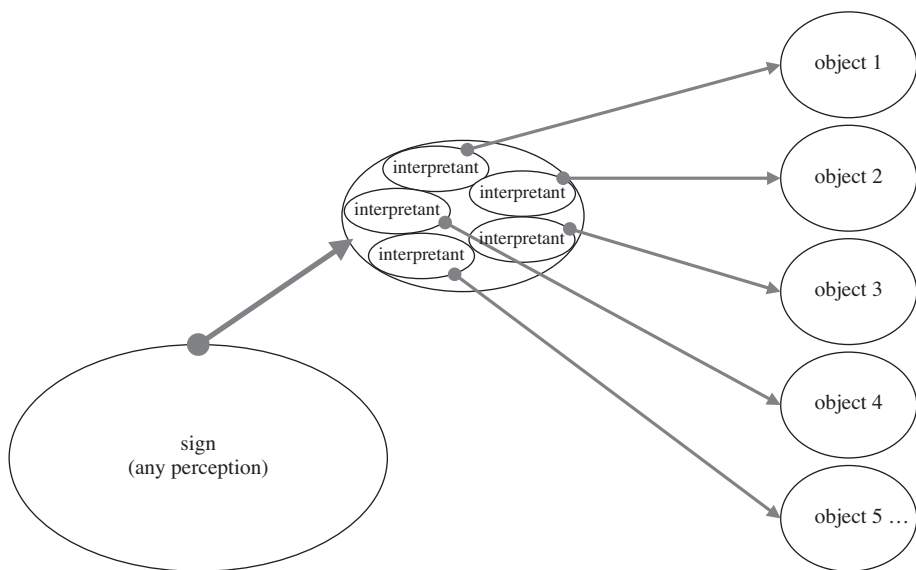 object 1
interpretant
object 2
interpretant
interpretant
interpretant
interpretant
object 3
object 4
sign
(any perception)
object 5 …